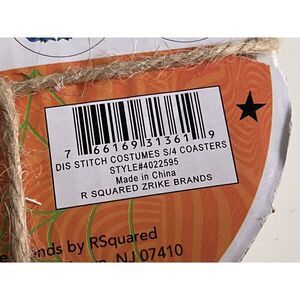 7 66169 31361 9
DIS STITCH COSTUMES S/4 COASTERS
STYLE#4022595
Made in China
R SQUARED ZRIKE BRANDS
by RSquared
NJ 07410